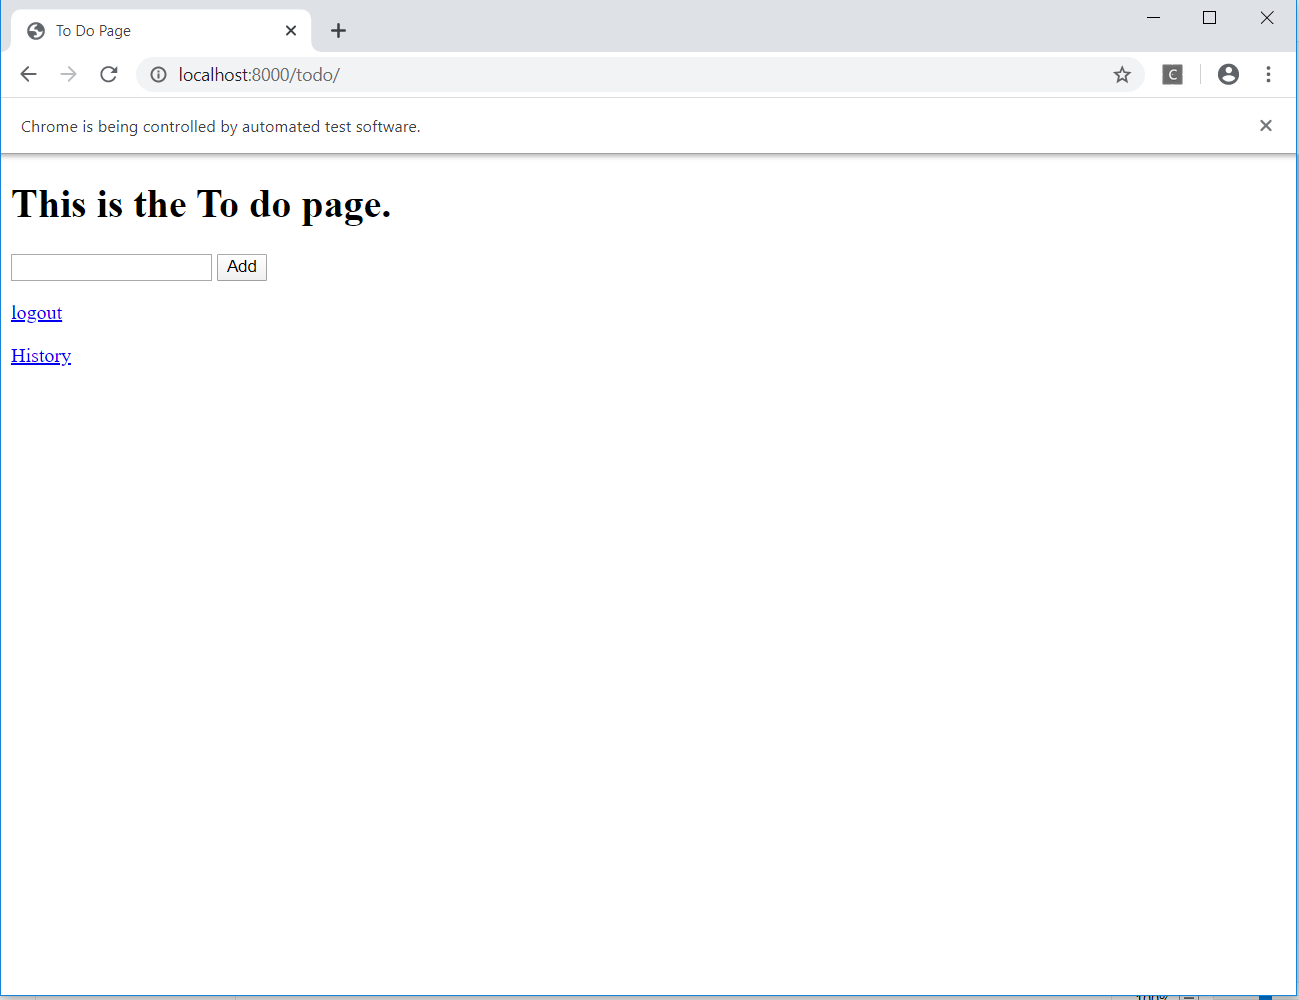 To Do Page
localhost:8000/todo/
C
Chrome is being controlled by automated test software.
This is the To do page.
Add
logout
History
100%